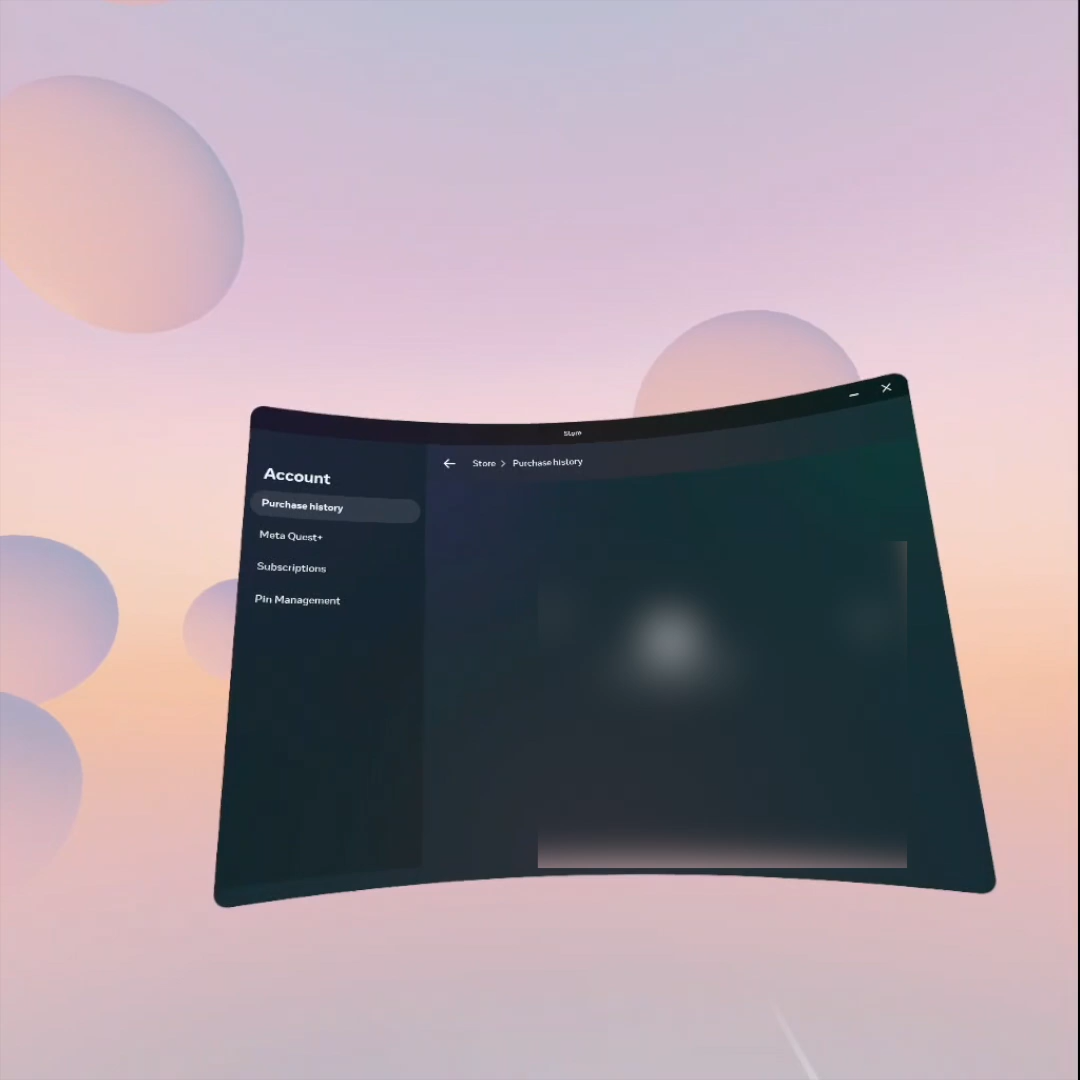 Store
Account
← Store > Purchase history
Purchase history
Meta Quest+
Subscriptions
Pin Management